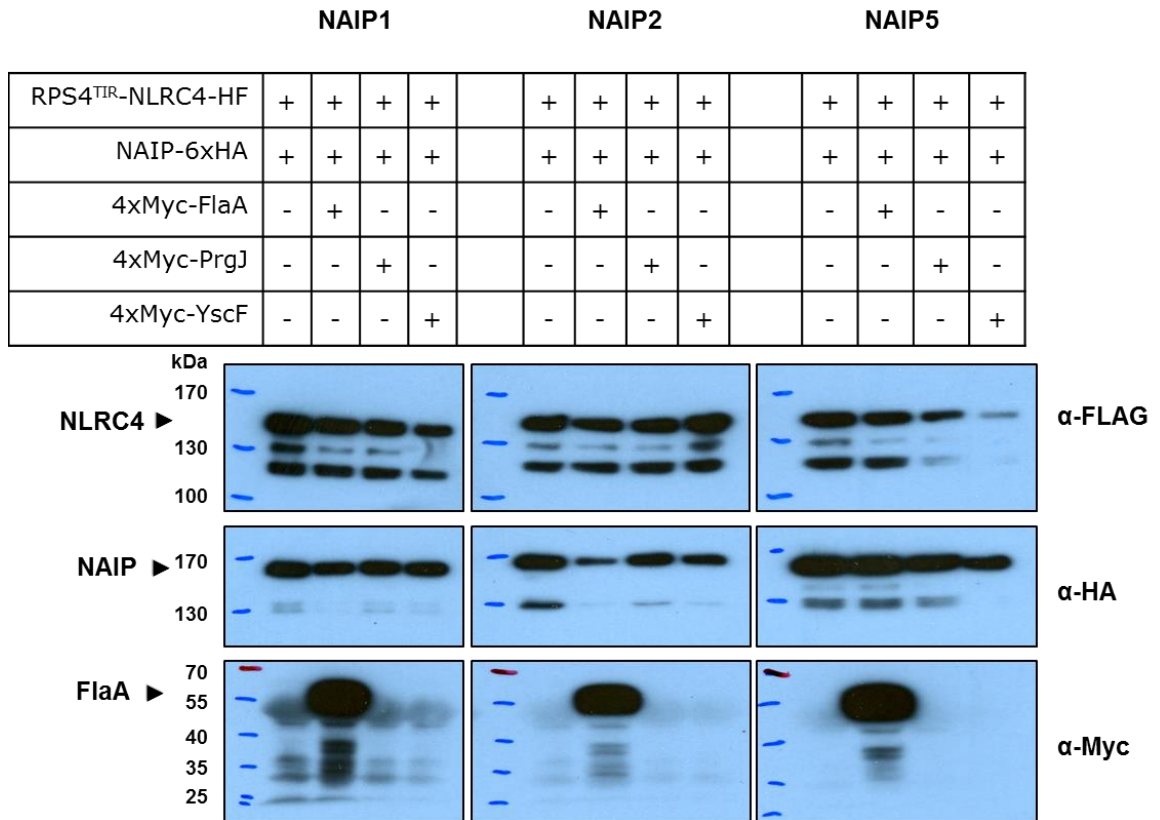 NAIP1 NAIP2 NAIP5
RPS4TIR-NLRC4-HF + + + + + + + + + + + +
NAIP-6xHA + + + + + + + + + + + +
4xMyc-FlaA - + - - - + - - - + - -
4xMyc-PrgJ - - + - - - + - - - + -
4xMyc-YscF - - - + - - - + - - - +
kDa
170
NLRC4 ► α-FLAG
130
100
NAIP ► 170
α-HA
130
70
FlaA ► 55
40
α-Myc
35
25